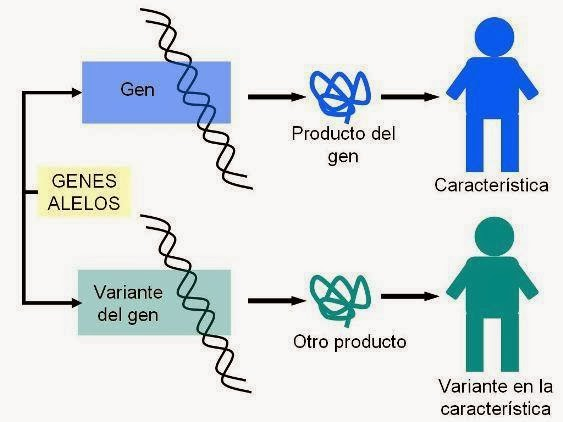 Gen
Producto del
gen
Característica
GENES
ALELOS
Variante
del gen
Otro producto
Variante en la
característica